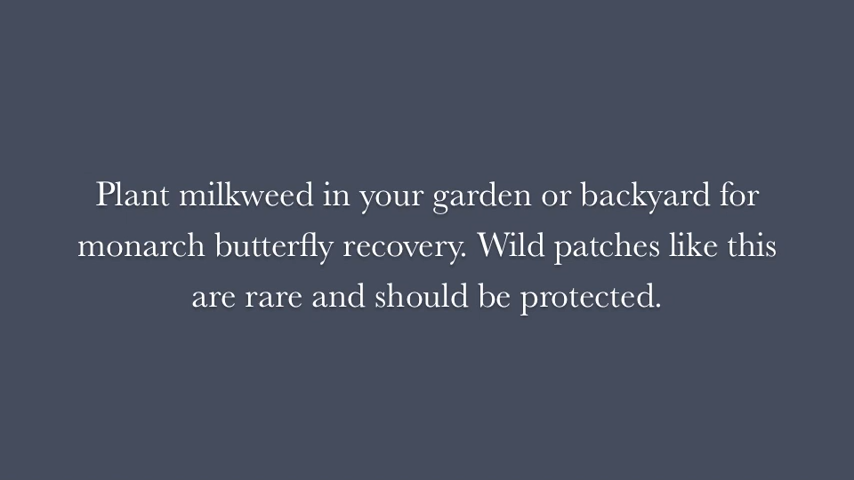 Plant milkweed in your garden or backyard for
monarch butterfly recovery. Wild patches like this
are rare and should be protected.